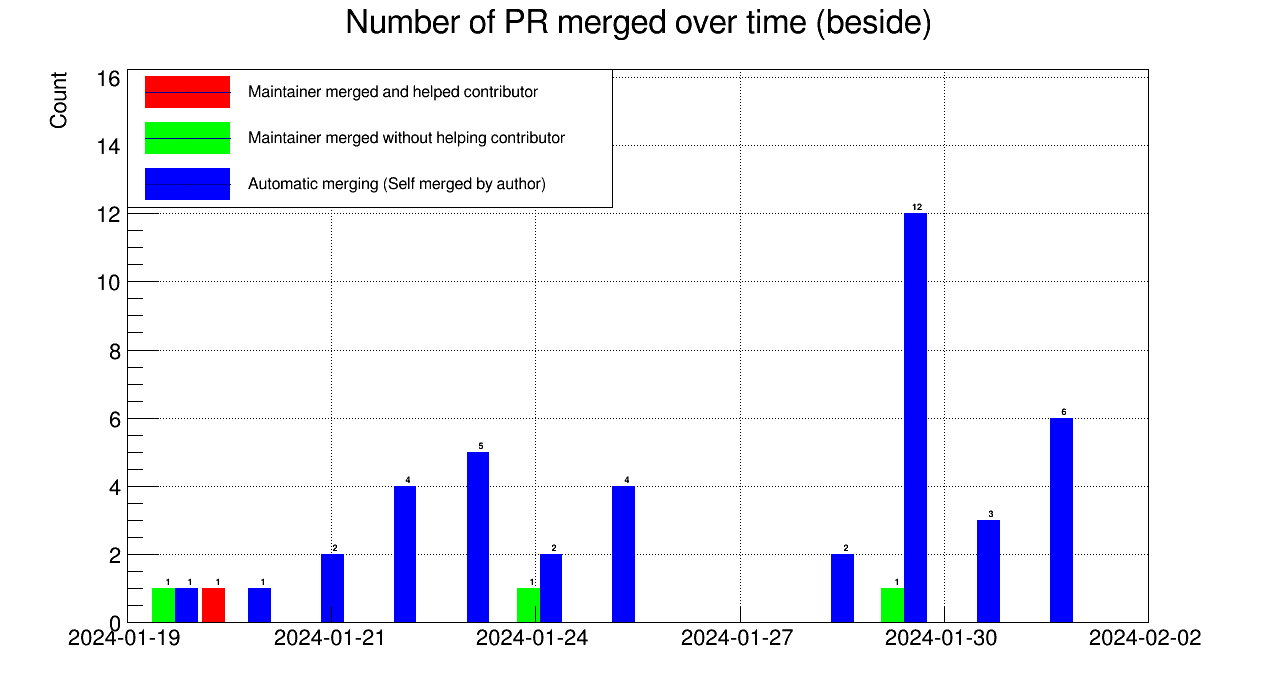 Number of PR merged over time (beside)
Count
16
14
12
10
8
6
4
2
0
Maintainer merged and helped contributor
Maintainer merged without helping contributor
Automatic merging (Self merged by author)
1 1 1 1 2 4 5 1 2 4 2 1 12 3 6
2024-01-19 2024-01-21 2024-01-24 2024-01-27 2024-01-30 2024-02-02